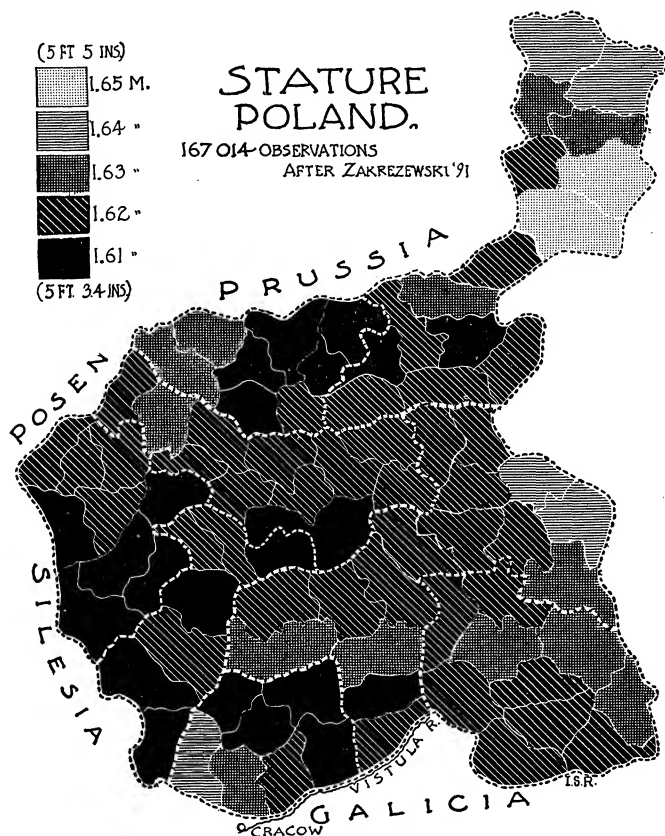 (5 FT 5 INS)
1.65 M.
1.64 "
1.63 "
1.62 "
1.61 "
(5 FT. 3.4 INS)
STATURE
POLAND.
167 014 OBSERVATIONS
AFTER ZAKREZEWSKI '91
PRUSSIA
POSEN
SILESIA
VISTULA R.
I.S.R.
GALICIA
CRACOW